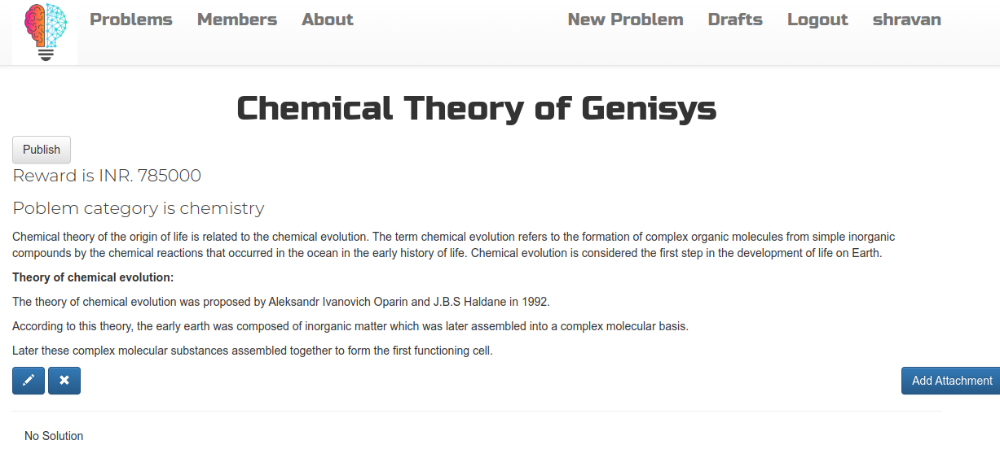 Problems Members About New Problem Drafts Logout shravan
Chemical Theory of Genisys
Publish
Reward is INR. 785000
Poblem category is chemistry
Chemical theory of the origin of life is related to the chemical evolution. The term chemical evolution refers to the formation of complex organic molecules from simple inorganic
compounds by the chemical reactions that occurred in the ocean in the early history of life. Chemical evolution is considered the first step in the development of life on Earth.
Theory of chemical evolution:
The theory of chemical evolution was proposed by Aleksandr Ivanovich Oparin and J.B.S Haldane in 1992.
According to this theory, the early earth was composed of inorganic matter which was later assembled into a complex molecular basis.
Later these complex molecular substances assembled together to form the first functioning cell.
Add Attachment
No Solution